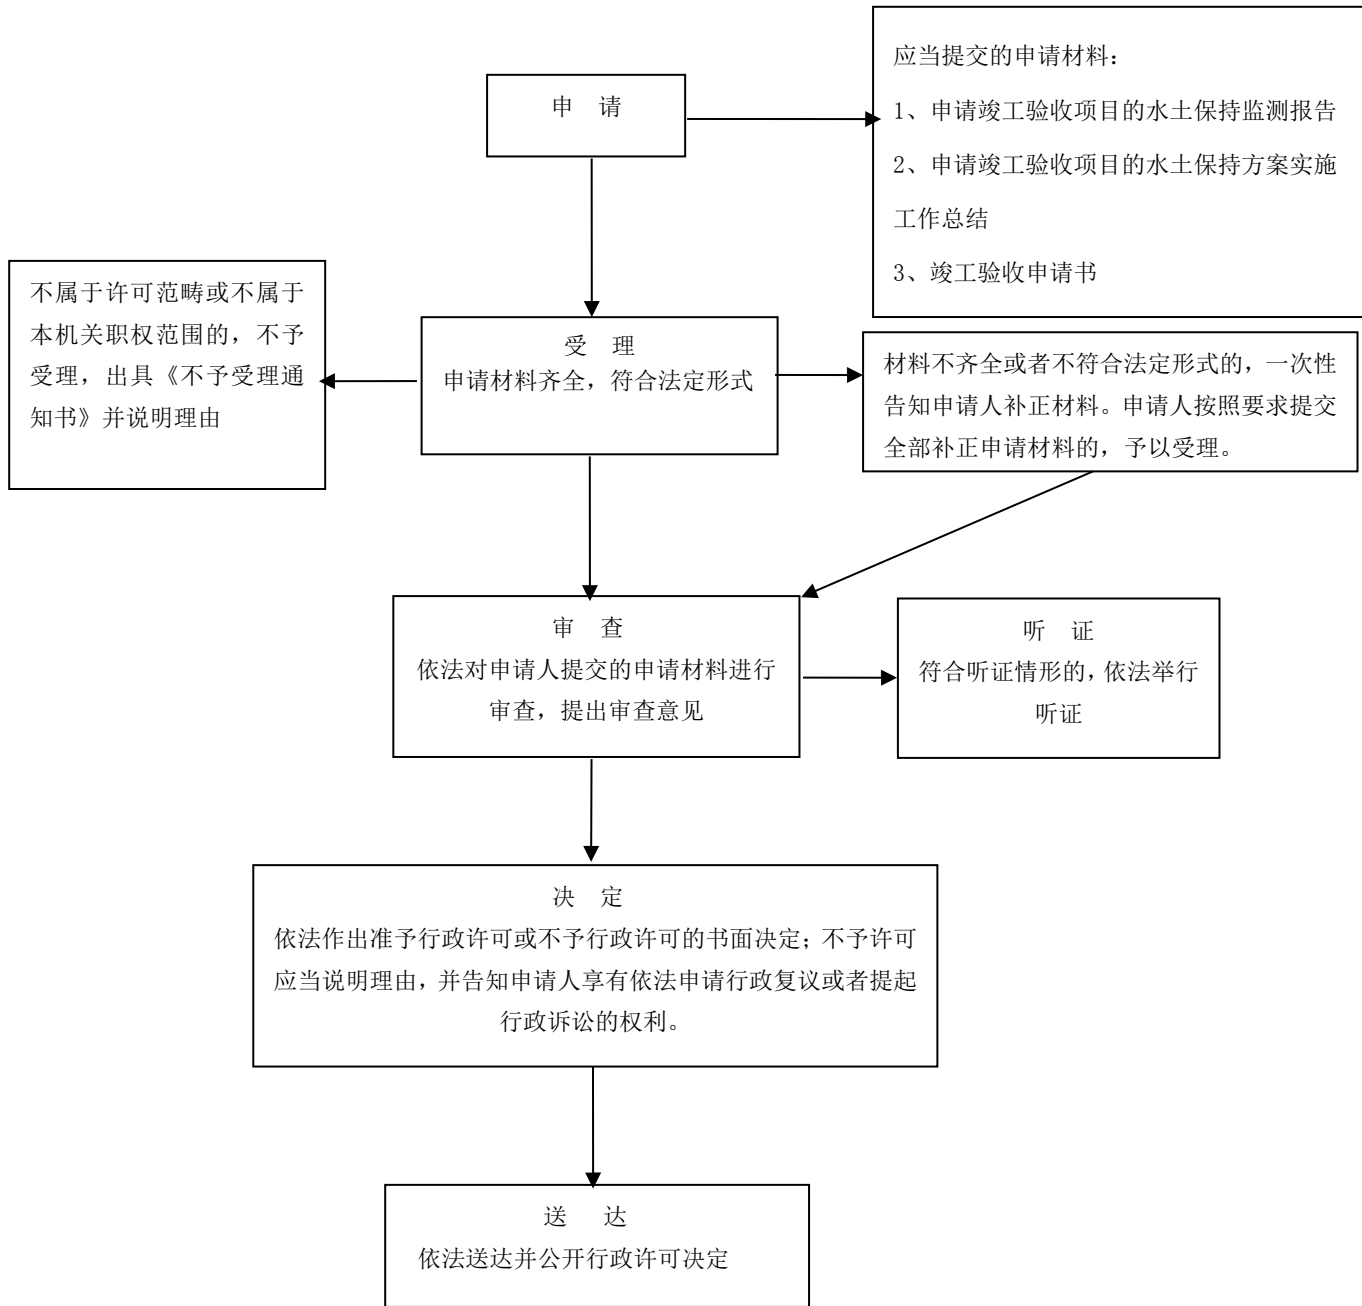 申 请
应当提交的申请材料：
1、申请竣工验收项目的水土保持监测报告
2、申请竣工验收项目的水土保持方案实施
工作总结
3、竣工验收申请书
不属于许可范畴或不属于
本机关职权范围的，不予
受理，出具《不予受理通
知书》并说明理由
受 理
申请材料齐全，符合法定形式
材料不齐全或者不符合法定形式的，一次性
告知申请人补正材料。申请人按照要求提交
全部补正申请材料的，予以受理。
审 查
依法对申请人提交的申请材料进行
审查，提出审查意见
听 证
符合听证情形的，依法举行
听证
决 定
依法作出准予行政许可或不予行政许可的书面决定；不予许可
应当说明理由，并告知申请人享有依法申请行政复议或者提起
行政诉讼的权利。
送 达
依法送达并公开行政许可决定